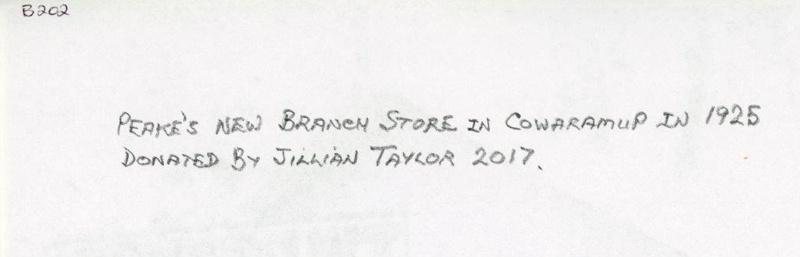 B202
PEAKE'S NEW BRANCH STORE IN COWARAMUP IN 1925
DONATED BY JILLIAN TAYLOR 2017.